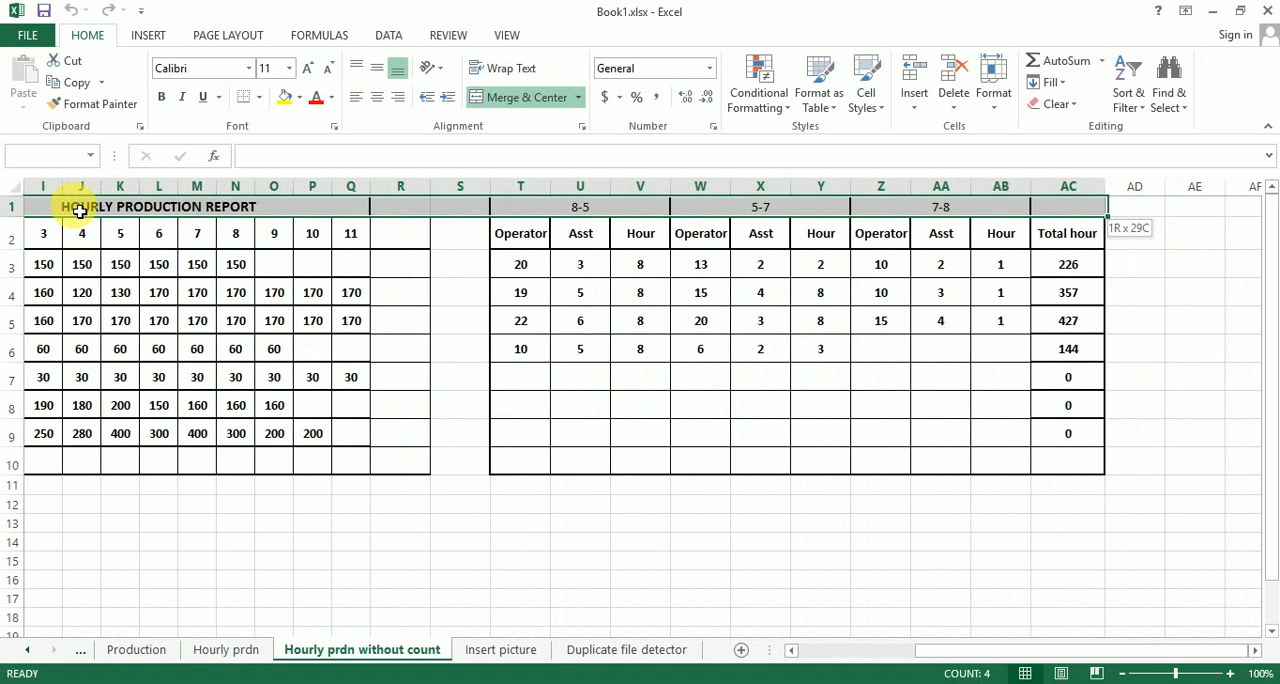 Book1.xlsx - Excel
?
FILE HOME INSERT PAGE LAYOUT FORMULAS DATA REVIEW VIEW Sign in
Paste
Cut
Copy
Format Painter
Clipboard
Calibri 11
B I U
Font
Wrap Text
Merge & Center
Alignment
General
$ % ,
Number
Conditional Formatting
Format as Table
Cell Styles
Styles
Insert Delete Format
Cells
AutoSum
Fill
Clear
Sort & Filter
Find & Select
Editing
fx
I J K L M N O P Q R S T U V W X Y Z AA AB AC AD AE AF
1 HOURLY PRODUCTION REPORT 8-5 5-7 7-8
1R x 29C
2 3 4 5 6 7 8 9 10 11 Operator Asst Hour Operator Asst Hour Operator Asst Hour Total hour
3 150 150 150 150 150 150 20 3 8 13 2 2 10 2 1 226
4 160 120 130 170 170 170 170 170 170 19 5 8 15 4 8 10 3 1 357
5 160 170 170 170 170 170 170 170 170 22 6 8 20 3 8 15 4 1 427
6 60 60 60 60 60 60 60 10 5 8 6 2 3 144
7 30 30 30 30 30 30 30 30 30 0
8 190 180 200 150 160 160 160 0
9 250 280 400 300 400 300 200 200 0
10
11
12
13
14
15
16
17
18
19
... Production Hourly prdn Hourly prdn without count Insert picture Duplicate file detector
READY COUNT: 4 100%